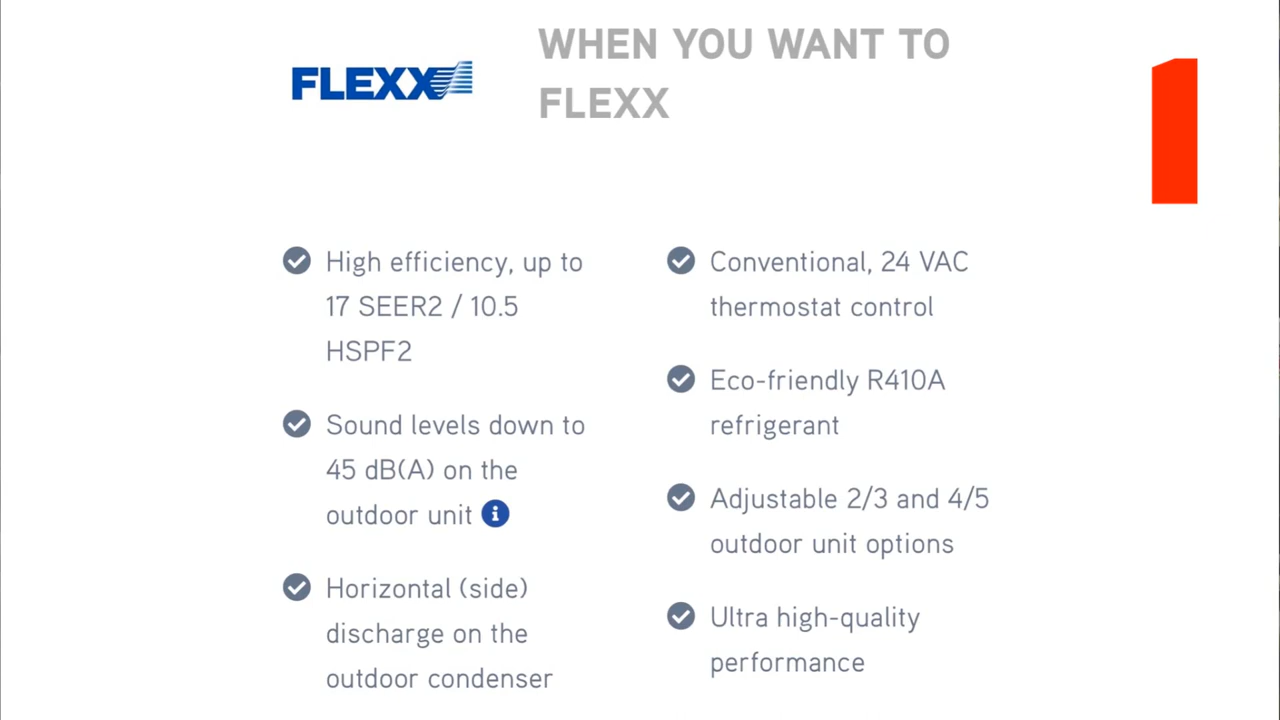 FLEXX
WHEN YOU WANT TO
FLEXX
1
High efficiency, up to
17 SEER2 / 10.5
HSPF2
Sound levels down to
45 dB(A) on the
outdoor unit i
Horizontal (side)
discharge on the
outdoor condenser
Conventional, 24 VAC
thermostat control
Eco-friendly R410A
refrigerant
Adjustable 2/3 and 4/5
outdoor unit options
Ultra high-quality
performance